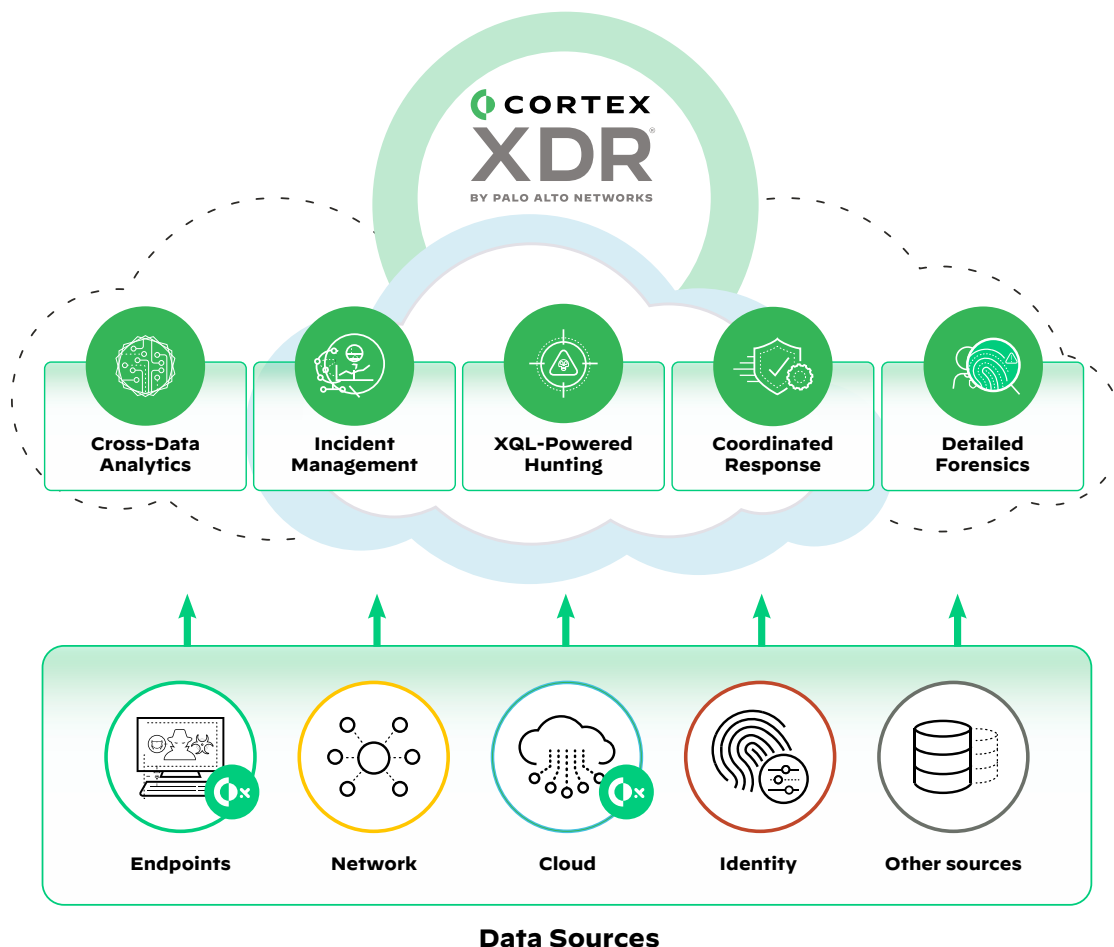 CORTEX
XDR®
BY PALO ALTO NETWORKS
Cross-Data
Analytics
Incident
Management
XQL-Powered
Hunting
Coordinated
Response
Detailed
Forensics
Endpoints
Network
Cloud
Identity
Other sources
Data Sources